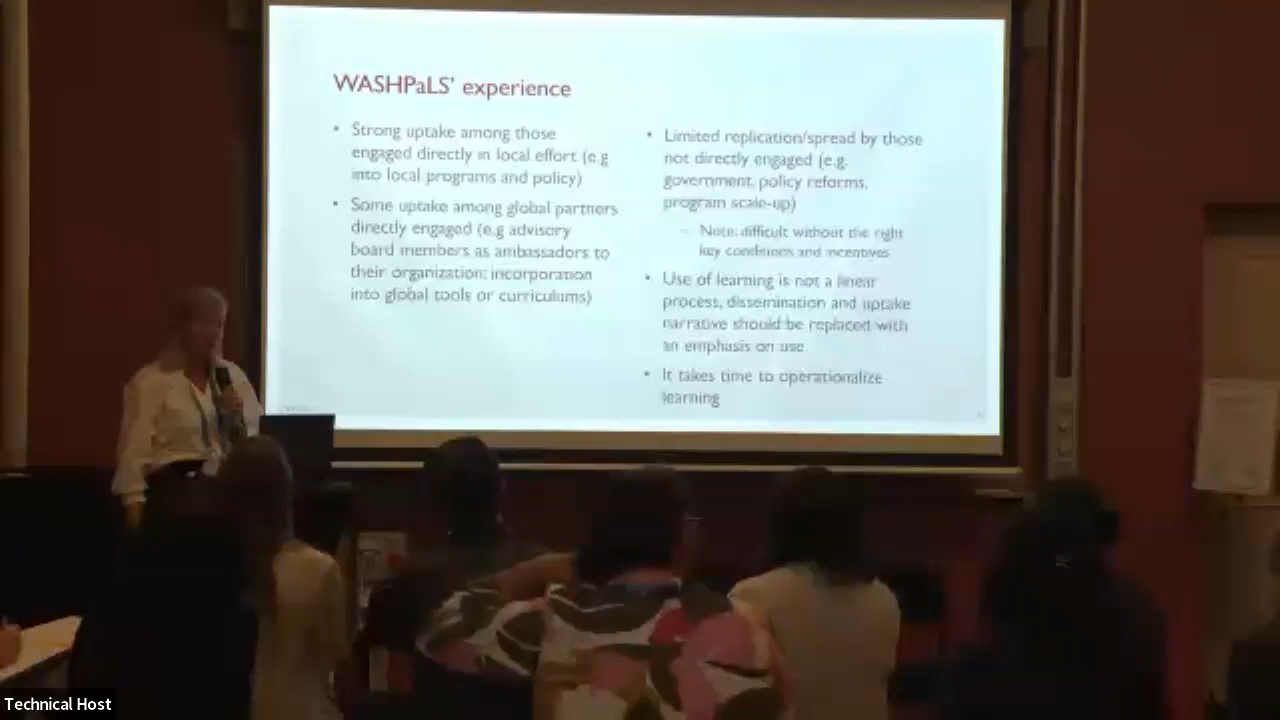 WASHPaLS' experience
• Strong uptake among those
engaged directly in local effort (e.g
into local programs and policy)
• Some uptake among global partners
directly engaged (e.g advisory
board members as ambassadors to
their organization; incorporation
into global tools or curriculums)
• Limited replication/spread by those
not directly engaged (e.g.
government, policy reforms,
program scale-up)
– Note: difficult without the right
key conditions and incentives
• Use of learning is not a linear
process, dissemination and uptake
narrative should be replaced with
an emphasis on use
• It takes time to operationalize
learning
Technical Host